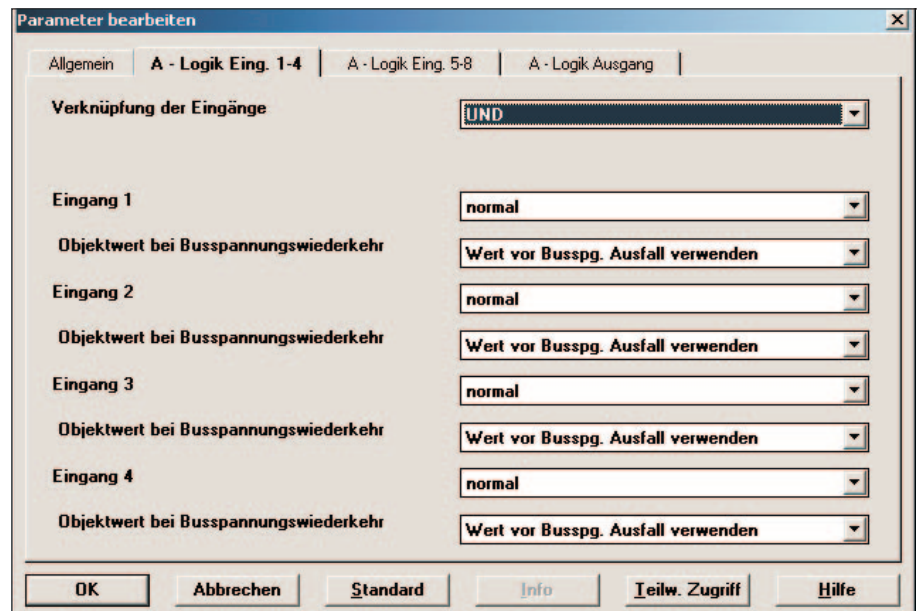 Parameter bearbeiten
Allgemein A - Logik Eing. 1-4 A - Logik Eing. 5-8 A - Logik Ausgang
Verknüpfung der Eingänge UND
Eingang 1 normal
Objektwert bei Busspannungswiederkehr Wert vor Busspg. Ausfall verwenden
Eingang 2 normal
Objektwert bei Busspannungswiederkehr Wert vor Busspg. Ausfall verwenden
Eingang 3 normal
Objektwert bei Busspannungswiederkehr Wert vor Busspg. Ausfall verwenden
Eingang 4 normal
Objektwert bei Busspannungswiederkehr Wert vor Busspg. Ausfall verwenden
OK Abbrechen Standard Info Teilw. Zugriff Hilfe